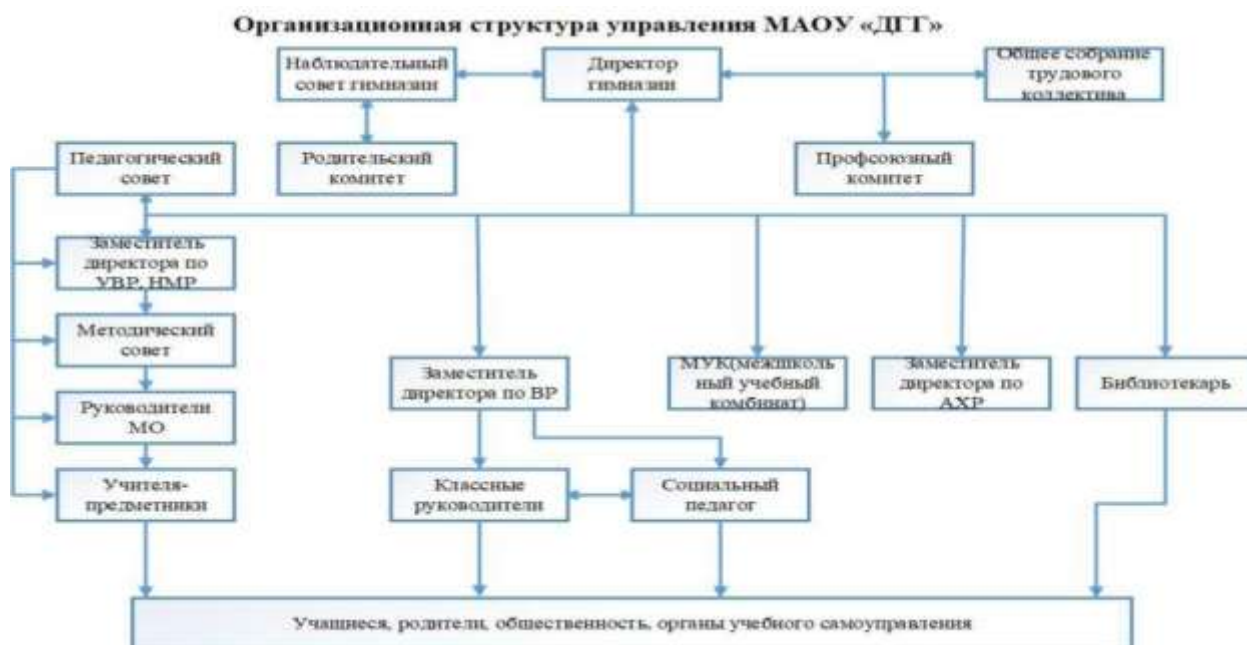 Организационная структура управления МАОУ «ДГГ»
Наблюдательный
совет гимназии
Директор
гимназии
Общее собрание
трудового
коллектива
Педагогический
совет
Родительский
комитет
Профсоюзный
комитет
Заместитель
директора по
УВР, НМР
Методический
совет
Заместитель
директора по ВР
МУК(межшколь
ный учебный
комбинат)
Заместитель
директора по
АХР
Библиотекарь
Руководители
МО
Учителя-
предметники
Классные
руководители
Социальный
педагог
Учащиеся, родители, общественность, органы учебного самоуправления